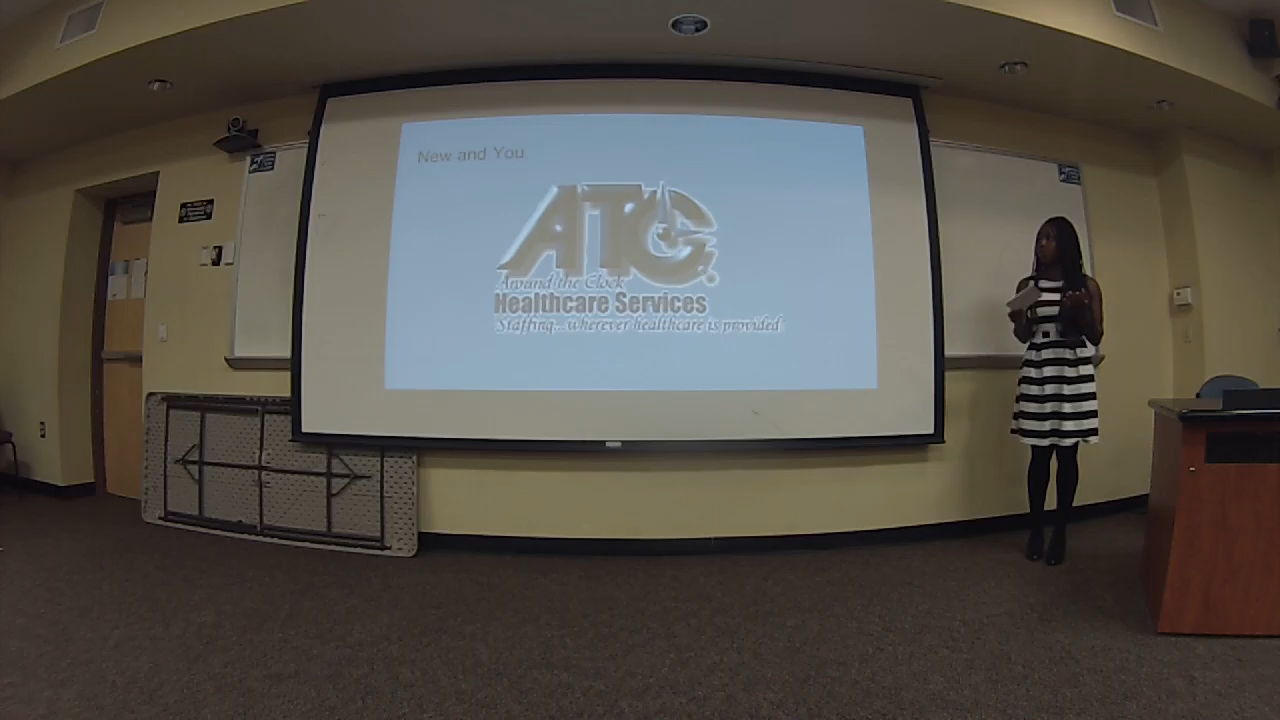 New and You
ATC
Around the Clock
Healthcare Services
Staffing...wherever healthcare is provided